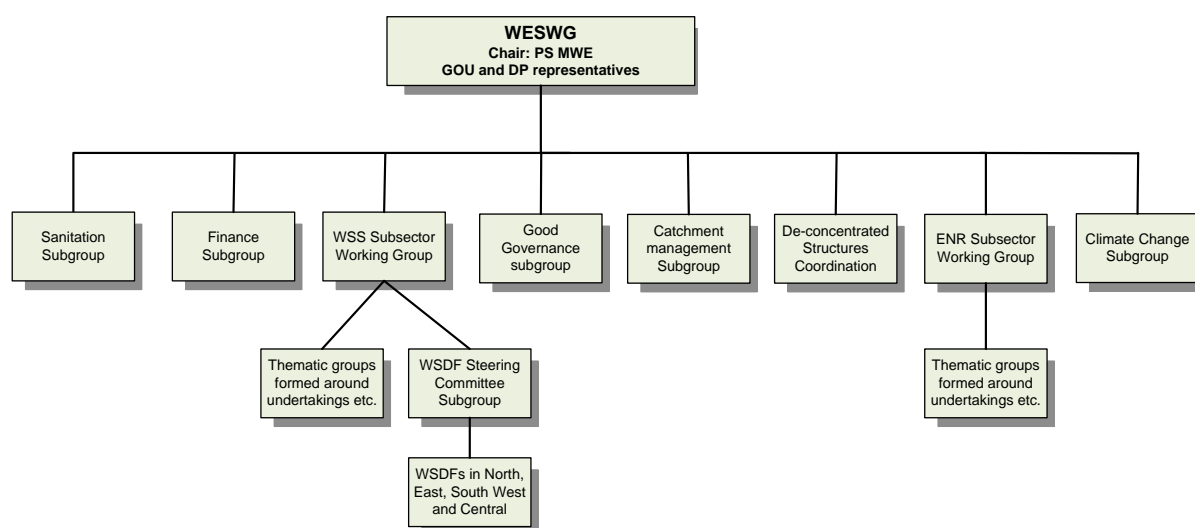 WESWG
Chair: PS MWE
GOU and DP representatives
Sanitation
Subgroup
Finance
Subgroup
WSS Subsector
Working Group
Good
Governance
subgroup
Catchment
management
Subgroup
De-concentrated
Structures
Coordination
ENR Subsector
Working Group
Climate Change
Subgroup
Thematic groups
formed around
undertakings etc.
WSDF Steering
Committee
Subgroup
Thematic groups
formed around
undertakings etc.
WSDFs in North,
East, South West
and Central